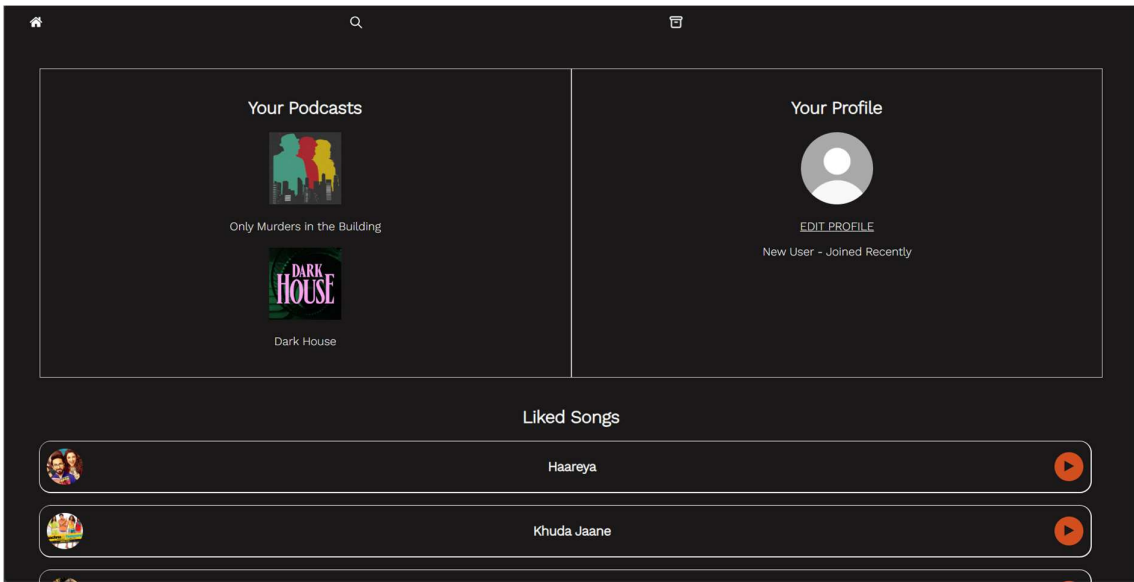 Your Podcasts
Only Murders in the Building
DARK
HOUSE
Dark House
Your Profile
EDIT PROFILE
New User - Joined Recently
Liked Songs
Haareya
Khuda Jaane